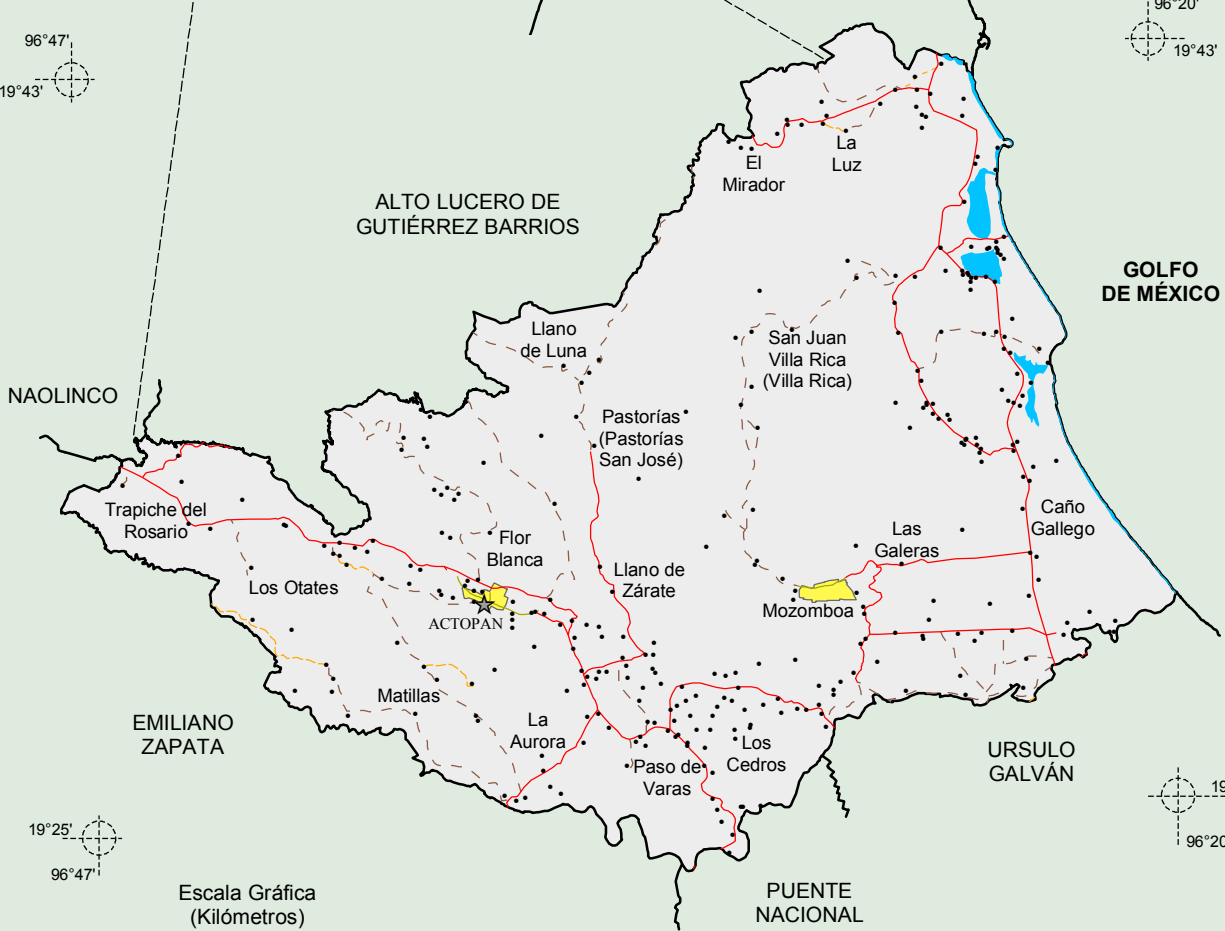 96°20'
96°47'
19°43'
19°43'
El
Mirador
La
Luz
ALTO LUCERO DE
GUTIÉRREZ BARRIOS
GOLFO
DE MÉXICO
Llano
de Luna
San Juan
Villa Rica
(Villa Rica)
NAOLINCO
Pastorías
(Pastorías
San José)
Trapiche del
Rosario
Caño
Gallego
Las
Galeras
Flor
Blanca
Los Otates
Llano de
Zárate
Mozomboa
ACTOPAN
Matillas
EMILIANO
ZAPATA
La
Aurora
Los
Cedros
Paso de
Varas
URSULO
GALVÁN
19°25'
96°47'
19
96°20
Escala Gráfica
(Kilómetros)
PUENTE
NACIONAL